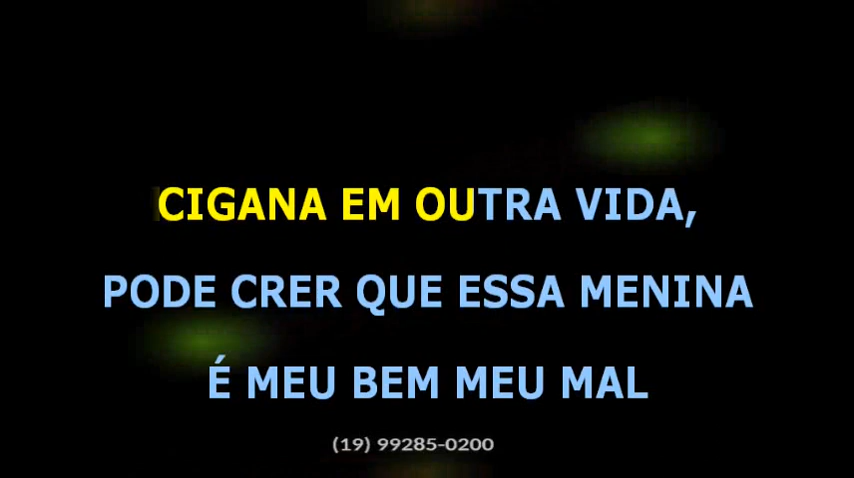 CIGANA EM OUTRA VIDA,
PODE CRER QUE ESSA MENINA
É MEU BEM MEU MAL
(19) 99285-0200